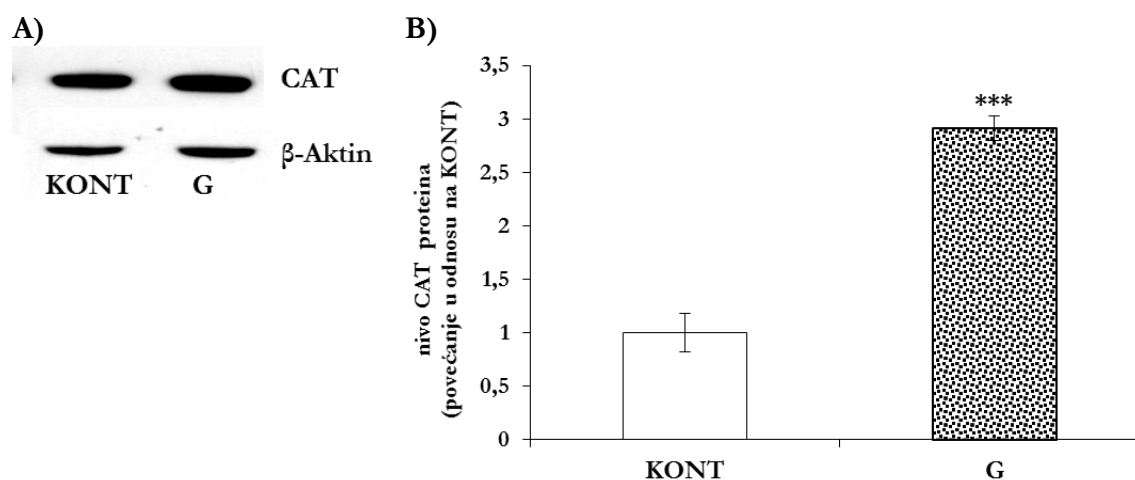 A)
CAT
β-Aktin
KONT G
B)
nivo CAT proteina
(povećanje u odnosu na KONT)
3,5
3
2,5
2
1,5
1
0,5
0
***
KONT G